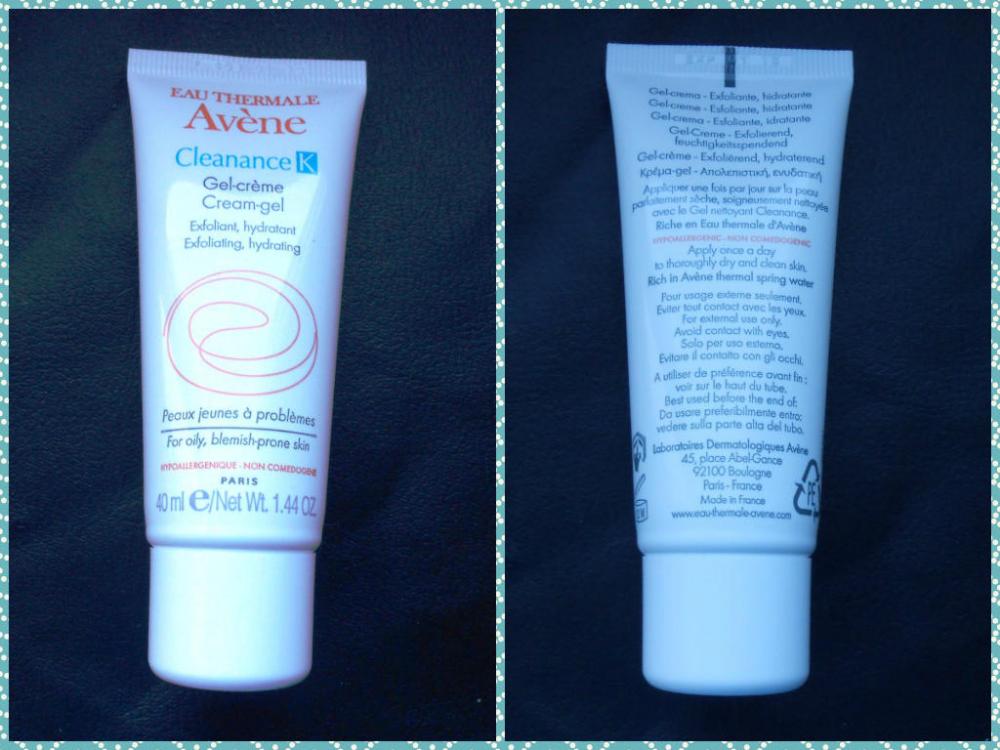 EAU THERMALE
Avène
Cleanance K
Gel-crème
Cream-gel
Exfoliant, hydratant
Exfoliating, hydrating
Peaux jeunes à problèmes
For oily, blemish-prone skin
HYPOALLERGENIQUE - NON COMEDOGENE
PARIS
40 ml e/Net Wt. 1.44 OZ.
Gel-crema - Exfoliante, hidratante
Gel-creme - Esfoliante, hidratante
Gel-crema - Esfoliante, idratante
Gel-Creme - Exfolierend,
feuchtigkeitsspendend
Gel-crème - Exfoliërend, hydraterend
Κρέμα-gel - Απολεπιστική, ενυδατική
Appliquer une fois par jour sur la peau
parfaitement sèche, soigneusement nettoyée
avec le Gel nettoyant Cleanance.
Riche en Eau thermale d'Avène
HYPOALLERGENIC - NON COMEDOGENIC
Apply once a day
to thoroughly dry and clean skin.
Rich in Avène thermal spring water
Pour usage externe seulement.
Eviter tout contact avec les yeux.
For external use only.
Avoid contact with eyes.
Solo per uso esterno.
Evitare il contatto con gli occhi.
A utiliser de préférence avant fin :
voir sur le haut du tube.
Best used before the end of:
Da usare preferibilmente entro:
vedere sulla parte alta del tubo.
Laboratoires Dermatologiques Avène
45, place Abel-Gance
92100 Boulogne
Paris - France
Made in France
www.eau-thermale-avene.com
PE